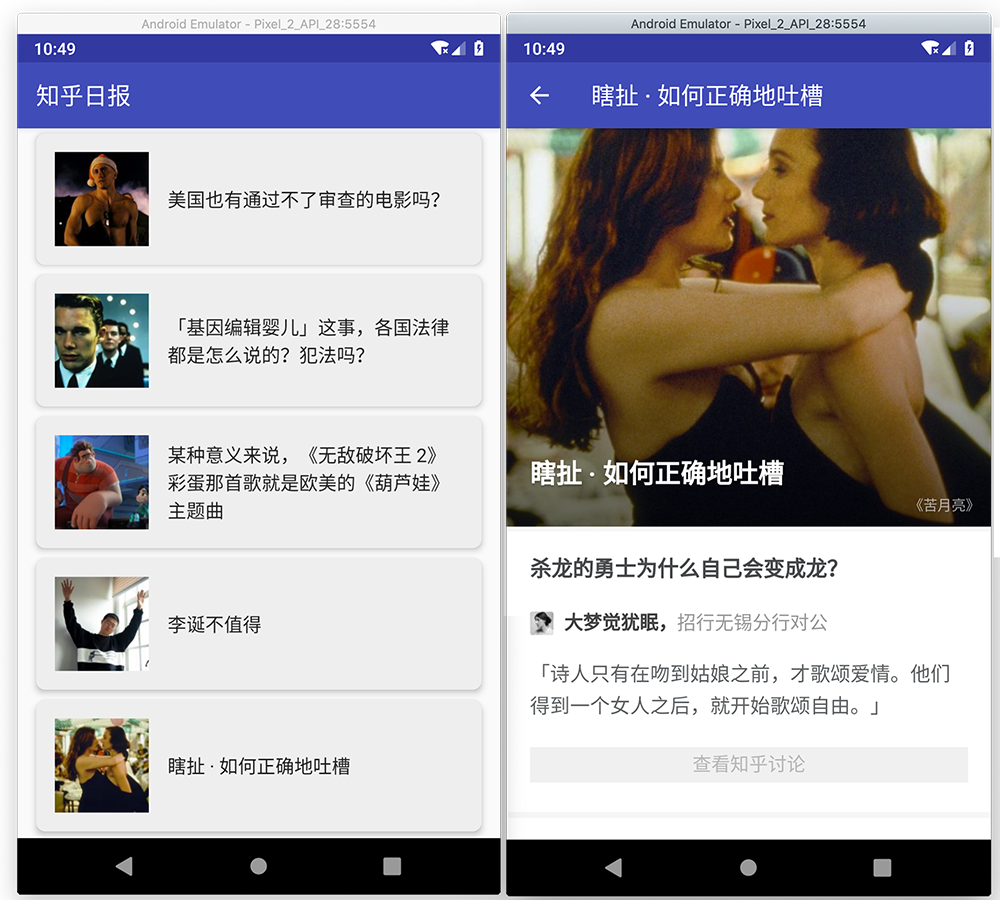 Android Emulator - Pixel_2_API_28:5554
10:49
知乎日报
美国也有通过不了审查的电影吗？
「基因编辑婴儿」这事，各国法律
都是怎么说的？犯法吗？
某种意义来说，《无敌破坏王 2》
彩蛋那首歌就是欧美的《葫芦娃》
主题曲
李诞不值得
瞎扯 · 如何正确地吐槽
Android Emulator - Pixel_2_API_28:5554
10:49
瞎扯 · 如何正确地吐槽
瞎扯 · 如何正确地吐槽
《苦月亮》
杀龙的勇士为什么自己会变成龙？
大梦觉犹眠，招行无锡分行对公
「诗人只有在吻到姑娘之前，才歌颂爱情。他们
得到一个女人之后，就开始歌颂自由。」
查看知乎讨论